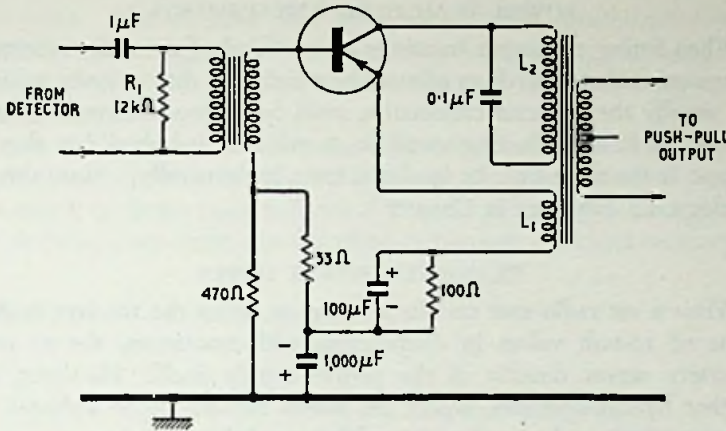 1μF
R₁
12kΩ
FROM
DETECTOR
L₂
0·1μF
TO
PUSH-PULL
OUTPUT
L₁
33Ω
470Ω
+
100μF
−
100Ω
−
1,000μF
+